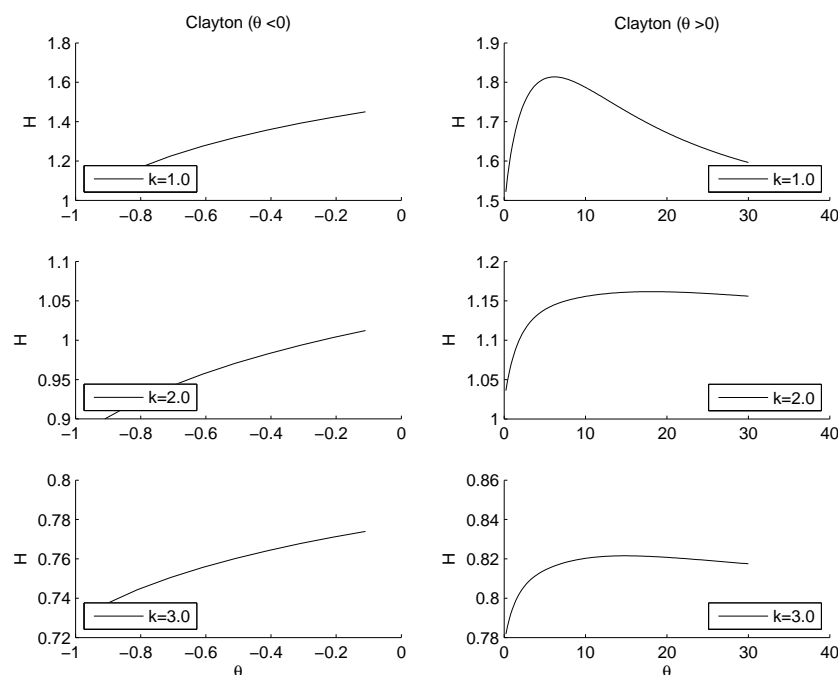 Clayton (θ <0)
1.8
1.6
1.4
1.2
1
H
k=1.0
−1 −0.8 −0.6 −0.4 −0.2 0
Clayton (θ >0)
1.9
1.8
1.7
1.6
1.5
H
k=1.0
0 10 20 30 40
1.1
1.05
1
0.95
0.9
H
k=2.0
−1 −0.8 −0.6 −0.4 −0.2 0
1.2
1.15
1.1
1.05
1
H
k=2.0
0 10 20 30 40
0.8
0.78
0.76
0.74
0.72
H
k=3.0
−1 −0.8 −0.6 −0.4 −0.2 0
θ
0.86
0.84
0.82
0.8
0.78
H
k=3.0
0 10 20 30 40
θ